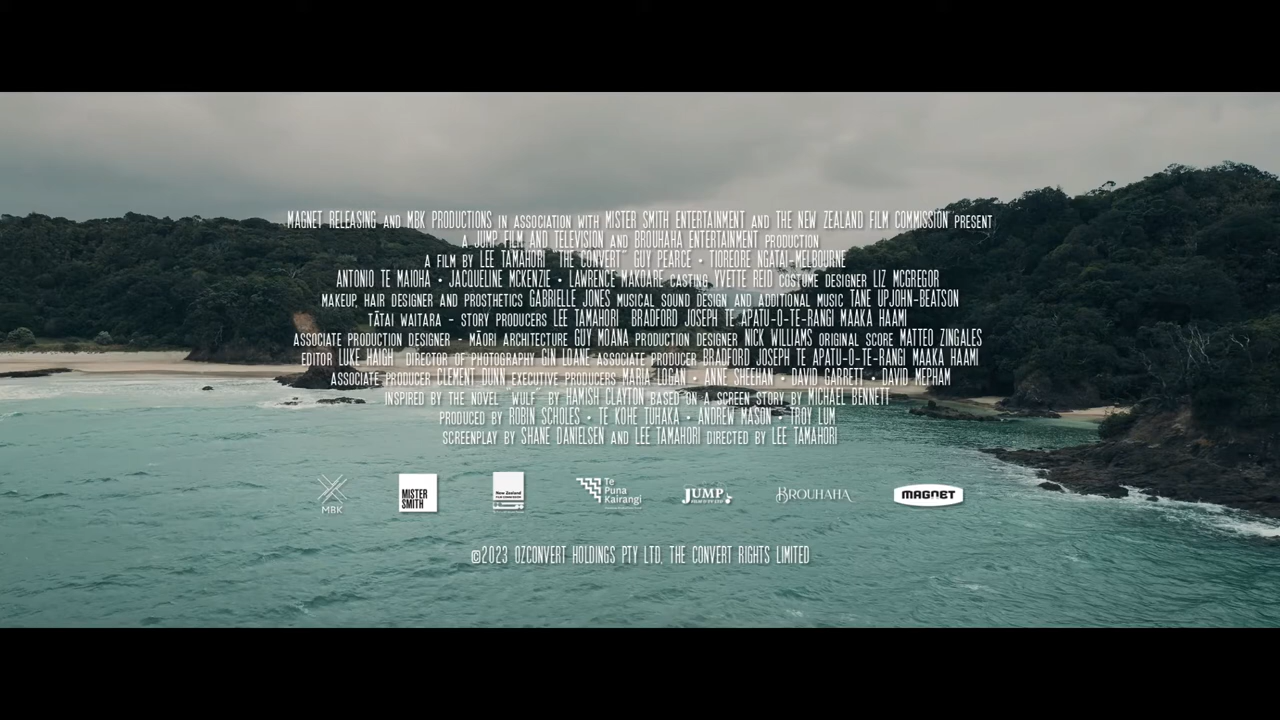 MAGNET RELEASING AND MBK PRODUCTIONS IN ASSOCIATION WITH MISTER SMITH ENTERTAINMENT AND THE NEW ZEALAND FILM COMMISSION PRESENT
A JUMP FILM AND TELEVISION AND BROUHAHA ENTERTAINMENT PRODUCTION
A FILM BY LEE TAMAHORI "THE CONVERT" GUY PEARCE • TIOREORE NGATAI-MELBOURNE
ANTONIO TE MAIOHA • JACQUELINE MCKENZIE • LAWRENCE MAKOARE CASTING YVETTE REID COSTUME DESIGNER LIZ MCGREGOR
MAKEUP, HAIR DESIGNER AND PROSTHETICS GABRIELLE JONES MUSICAL SOUND DESIGN AND ADDITIONAL MUSIC TANE UPJOHN-BEATSON
TĀTAI WAITARA - STORY PRODUCERS LEE TAMAHORI BRADFORD JOSEPH TE APATU-O-TE-RANGI MAAKA HAAMI
ASSOCIATE PRODUCTION DESIGNER - MĀORI ARCHITECTURE GUY MOANA PRODUCTION DESIGNER NICK WILLIAMS ORIGINAL SCORE MATTEO ZINGALES
EDITOR LUKE HAIGH DIRECTOR OF PHOTOGRAPHY GIN LOANE ASSOCIATE PRODUCER BRADFORD JOSEPH TE APATU-O-TE-RANGI MAAKA HAAMI
ASSOCIATE PRODUCER CLEMENT DUNN EXECUTIVE PRODUCERS MARIA LOGAN • ANNE SHEEHAN • DAVID GARRETT • DAVID MEPHAM
INSPIRED BY THE NOVEL "WULF" BY HAMISH CLAYTON BASED ON A SCREEN STORY BY MICHAEL BENNETT
PRODUCED BY ROBIN SCHOLES • TE KOHE TUHAKA • ANDREW MASON • TROY LUM
SCREENPLAY BY SHANE DANIELSEN AND LEE TAMAHORI DIRECTED BY LEE TAMAHORI
MBK
MISTER
SMITH
New Zealand
FILM COMMISSION
Te
Puna
Kairangi
JUMP
BROUHAHA
MAGNET
©2023 OZCONVERT HOLDINGS PTY LTD, THE CONVERT RIGHTS LIMITED